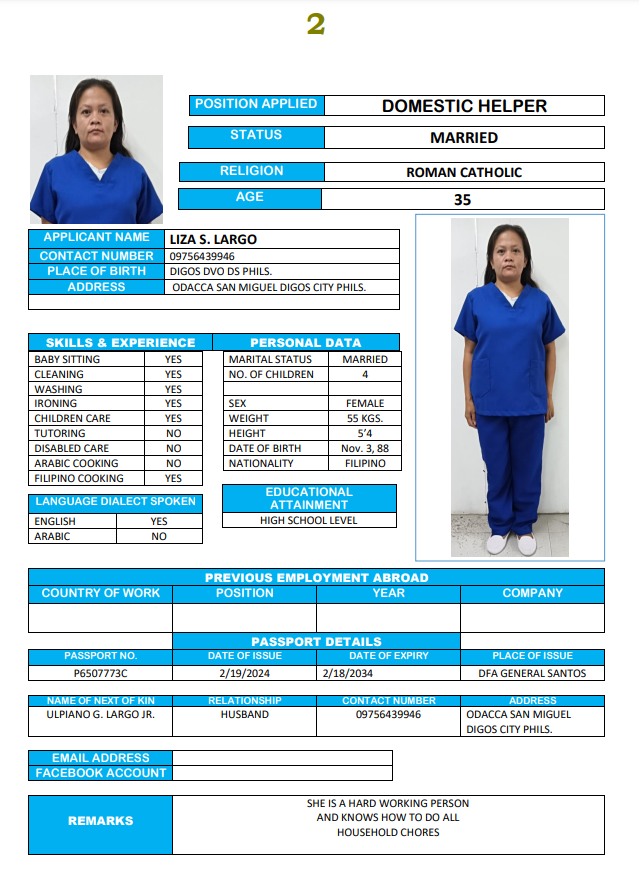 2
POSITION APPLIED DOMESTIC HELPER
STATUS MARRIED
RELIGION ROMAN CATHOLIC
AGE 35
APPLICANT NAME LIZA S. LARGO
CONTACT NUMBER 09756439946
PLACE OF BIRTH DIGOS DVO DS PHILS.
ADDRESS ODACCA SAN MIGUEL DIGOS CITY PHILS.
SKILLS & EXPERIENCE
BABY SITTING YES
CLEANING YES
WASHING YES
IRONING YES
CHILDREN CARE YES
TUTORING NO
DISABLED CARE NO
ARABIC COOKING NO
FILIPINO COOKING YES
PERSONAL DATA
MARITAL STATUS MARRIED
NO. OF CHILDREN 4
SEX FEMALE
WEIGHT 55 KGS.
HEIGHT 5’4
DATE OF BIRTH Nov. 3, 88
NATIONALITY FILIPINO
LANGUAGE DIALECT SPOKEN
ENGLISH YES
ARABIC NO
EDUCATIONAL
ATTAINMENT
HIGH SCHOOL LEVEL
PREVIOUS EMPLOYMENT ABROAD
COUNTRY OF WORK POSITION YEAR COMPANY
PASSPORT DETAILS
PASSPORT NO. DATE OF ISSUE DATE OF EXPIRY PLACE OF ISSUE
P6507773C 2/19/2024 2/18/2034 DFA GENERAL SANTOS
NAME OF NEXT OF KIN RELATIONSHIP CONTACT NUMBER ADDRESS
ULPIANO G. LARGO JR. HUSBAND 09756439946 ODACCA SAN MIGUEL
DIGOS CITY PHILS.
EMAIL ADDRESS
FACEBOOK ACCOUNT
REMARKS
SHE IS A HARD WORKING PERSON
AND KNOWS HOW TO DO ALL
HOUSEHOLD CHORES